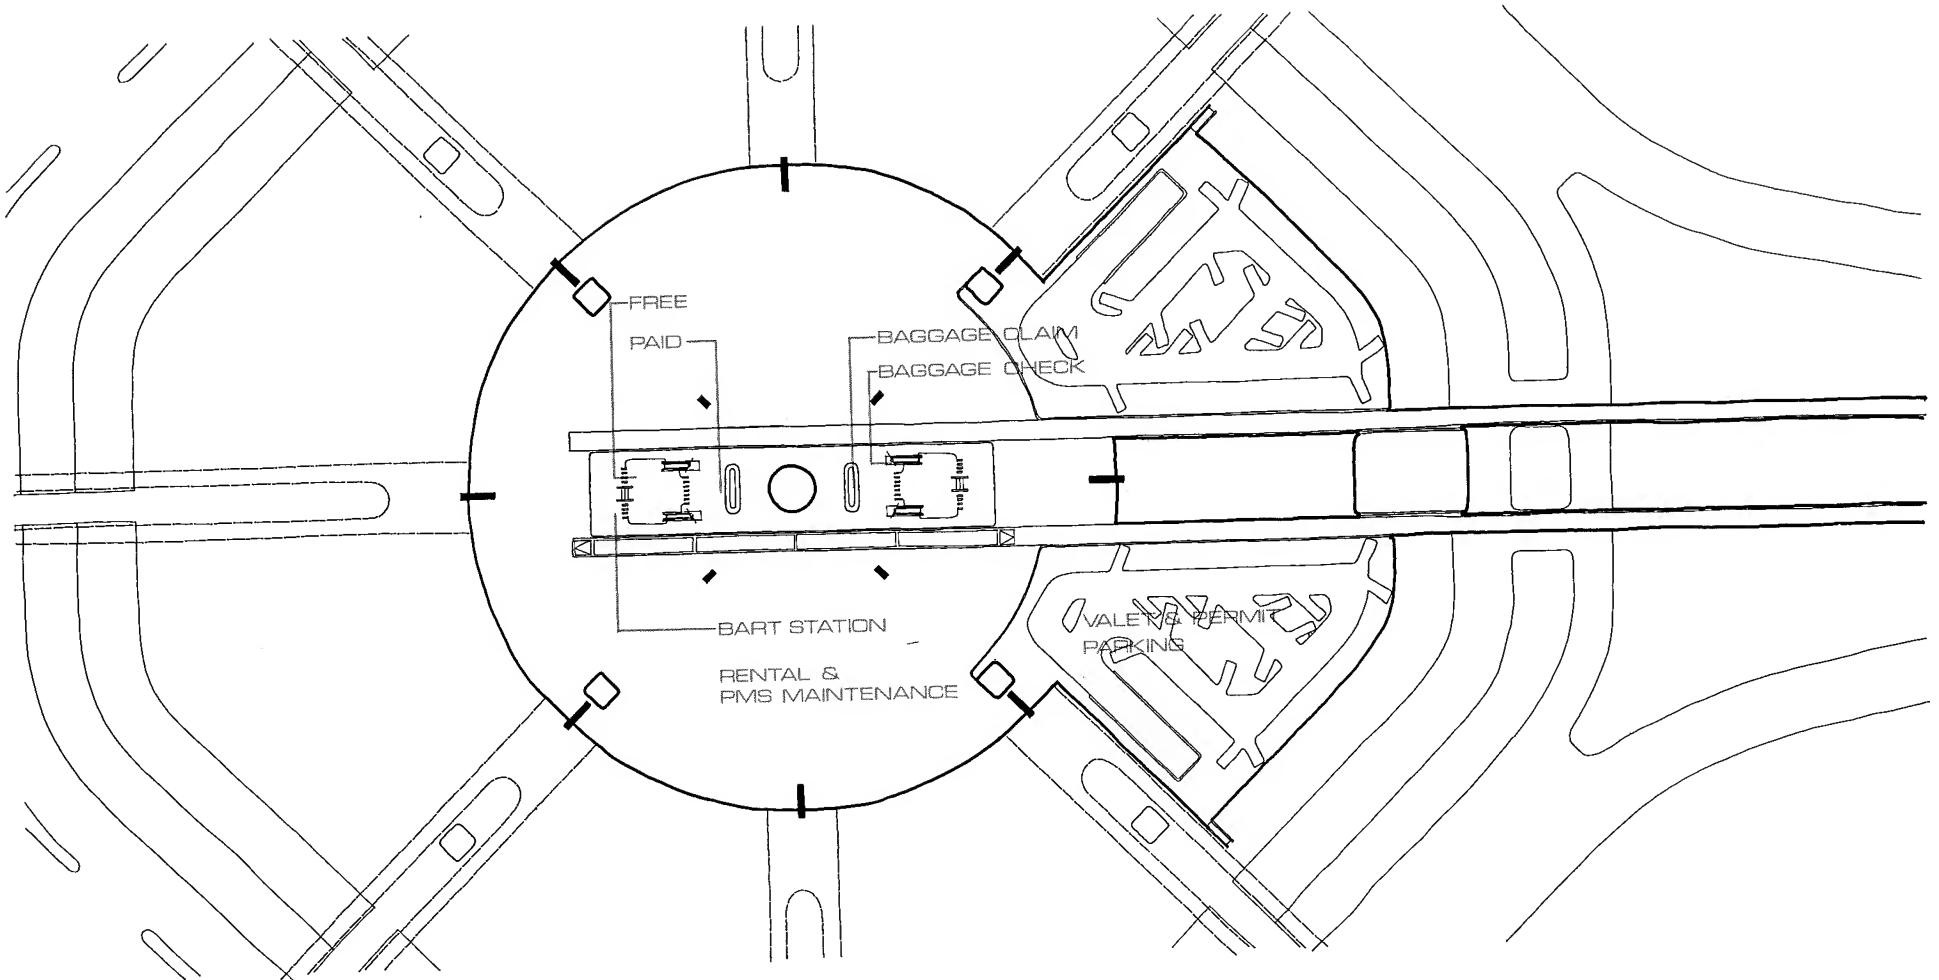 FREE
PAID
BAGGAGE CLAIM
BAGGAGE CHECK
BART STATION
RENTAL &
PMS MAINTENANCE
VALET & PERMIT
PARKING